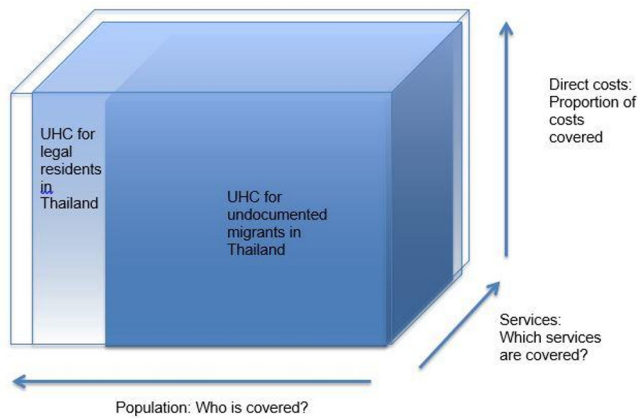 Direct costs:
Proportion of
costs
covered
UHC for
legal
residents
in
Thailand
UHC for
undocumented
migrants in
Thailand
Services:
Which services
are covered?
Population: Who is covered?